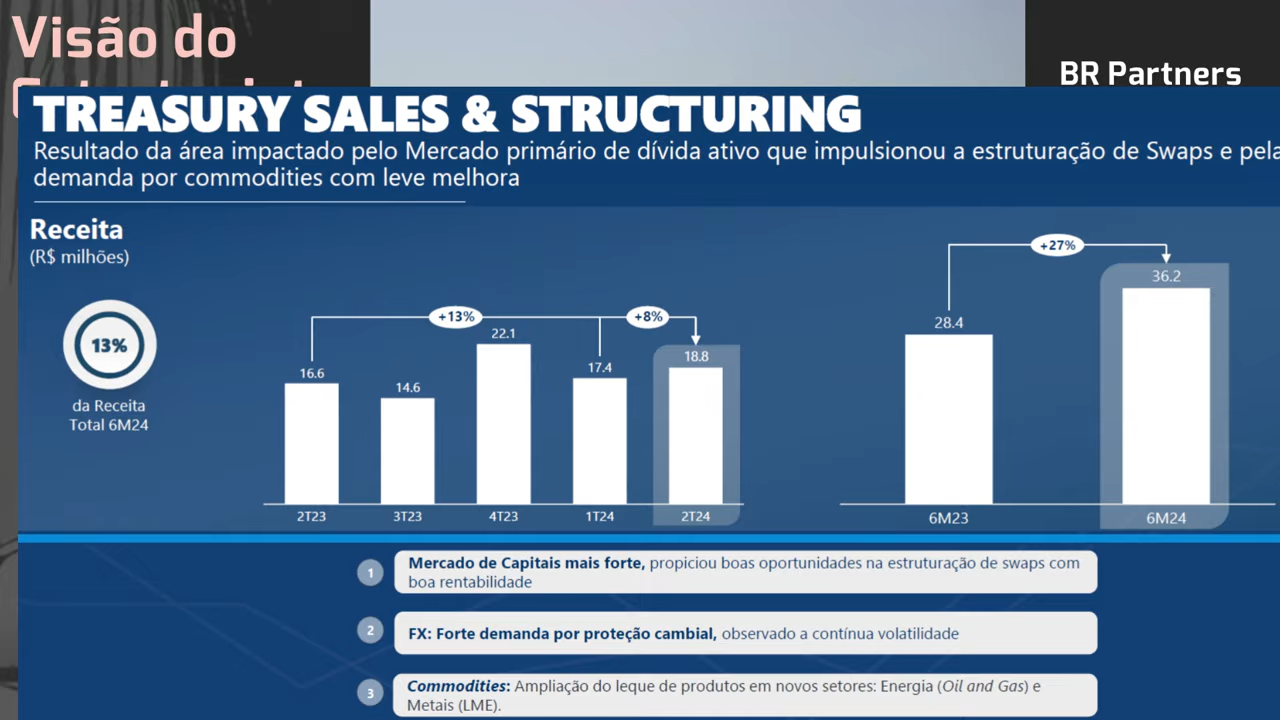 Visão do
BR Partners
TREASURY SALES & STRUCTURING
Resultado da área impactado pelo Mercado primário de dívida ativo que impulsionou a estruturação de Swaps e pela
demanda por commodities com leve melhora
Receita
(R$ milhões)
13%
da Receita
Total 6M24
+13%
+8%
16.6
14.6
22.1
17.4
18.8
2T23
3T23
4T23
1T24
2T24
+27%
28.4
36.2
6M23
6M24
1
Mercado de Capitais mais forte, propiciou boas oportunidades na estruturação de swaps com
boa rentabilidade
2
FX: Forte demanda por proteção cambial, observado a contínua volatilidade
3
Commodities: Ampliação do leque de produtos em novos setores: Energia (Oil and Gas) e
Metais (LME).